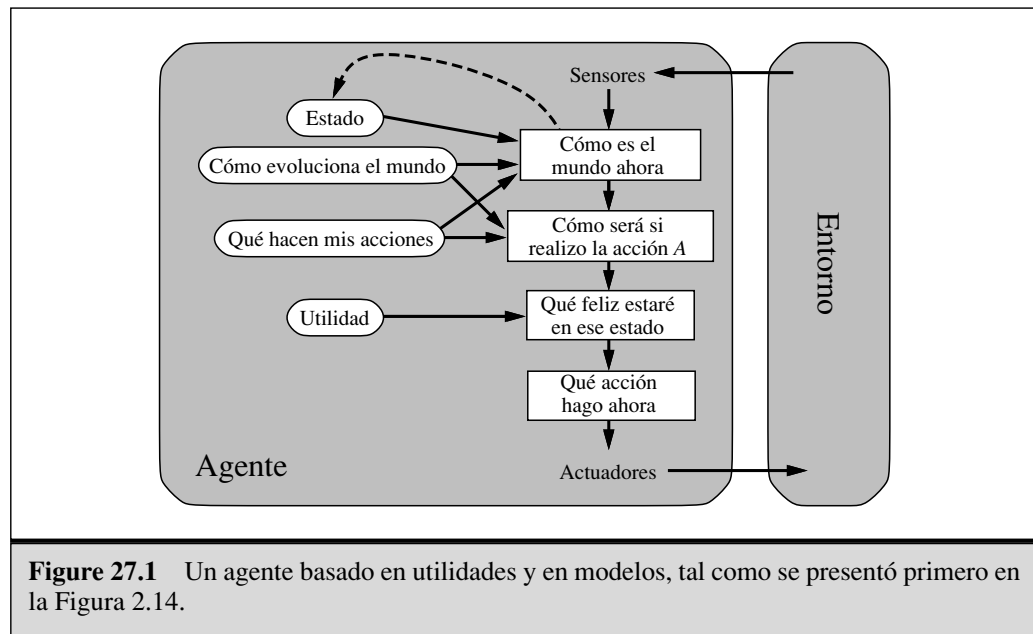 Sensores
Estado
Cómo es el
mundo ahora
Cómo evoluciona el mundo
Cómo será si
realizo la acción A
Qué hacen mis acciones
Qué feliz estaré
en ese estado
Utilidad
Qué acción
hago ahora
Agente
Actuadores
Entorno
Figure 27.1 Un agente basado en utilidades y en modelos, tal como se presentó primero en
la Figura 2.14.